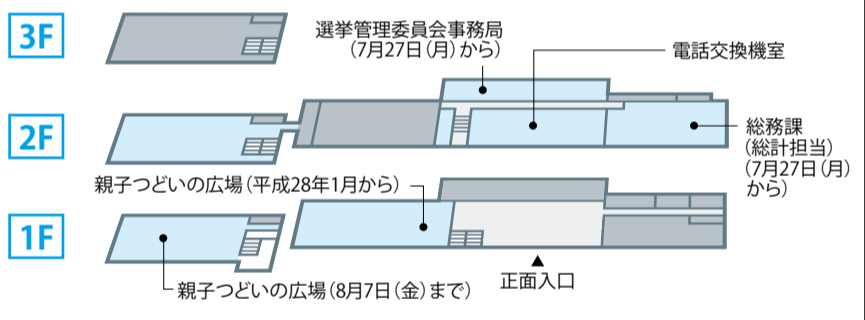 3F
選挙管理委員会事務局
（7月27日（月）から）
電話交換機室
2F
総務課
（総計担当）
（7月27日（月）
から）
親子つどいの広場（平成28年1月から）
1F
正面入口
親子つどいの広場（8月7日（金）まで）